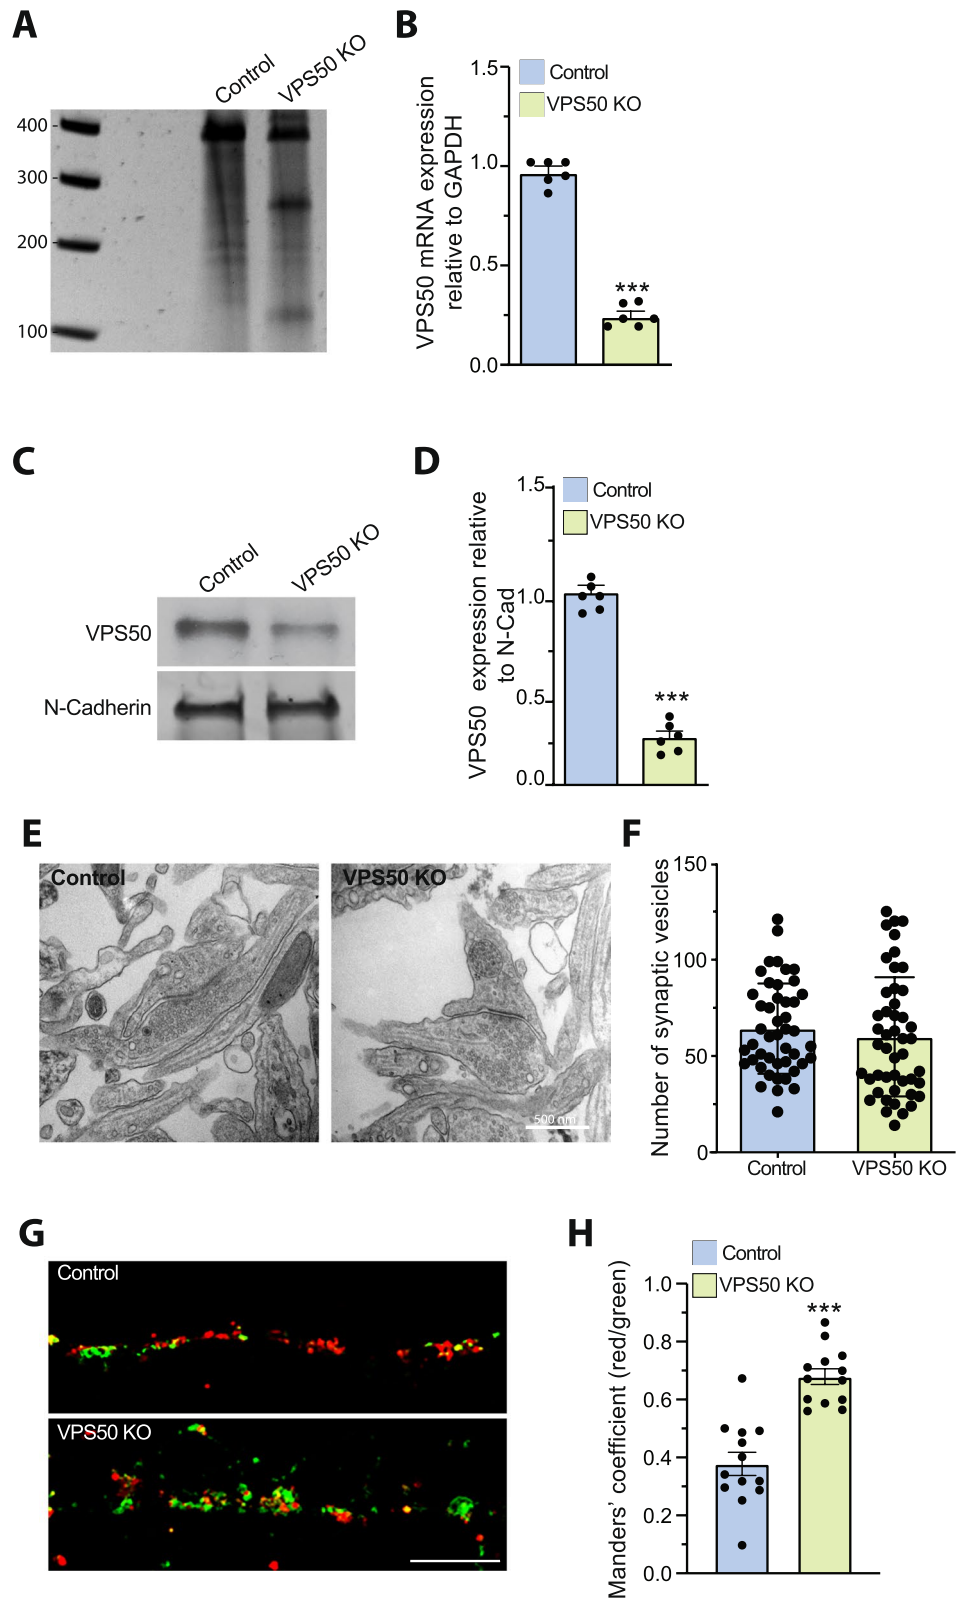 A
Control
VPS50 KO
400
300
200
100
B
VPS50 mRNA expression
relative to GAPDH
1.5
1.0
0.5
0.0
Control
VPS50 KO
***
C
Control
VPS50 KO
VPS50
N-Cadherin
D
VPS50 expression relative
to N-Cad
1.5
1.0
0.5
0.0
Control
VPS50 KO
***
E
Control
VPS50 KO
500 nm
F
Number of synaptic vesicles
150
100
50
0
Control
VPS50 KO
G
Control
VPS50 KO
H
Manders’ coefficient (red/green)
1.0
0.8
0.6
0.4
0.2
0.0
Control
VPS50 KO
***